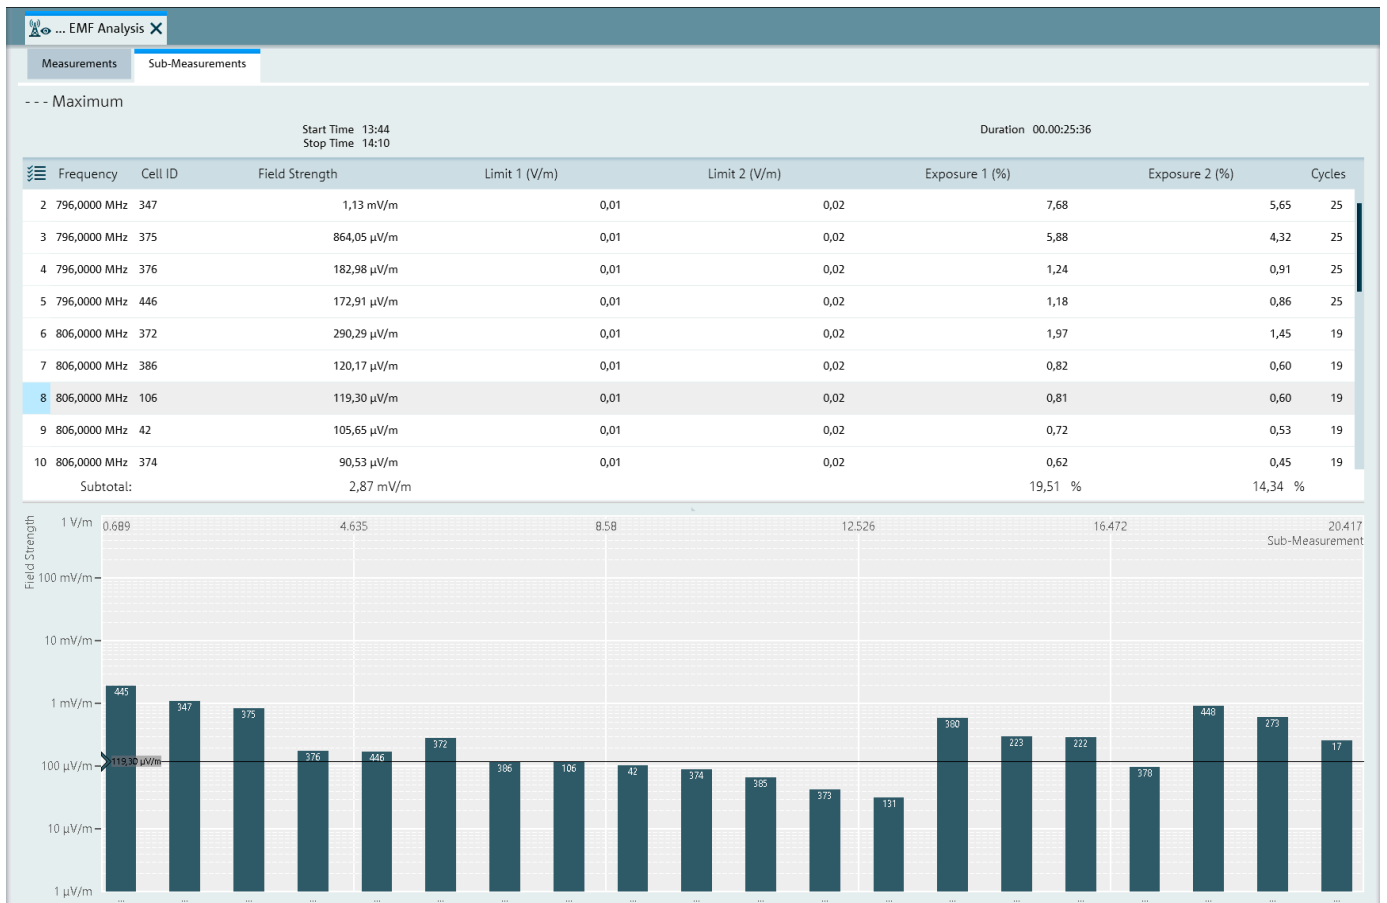 ... EMF Analysis
Measurements Sub-Measurements
- - - Maximum
Start Time 13:44 Duration 00.00:25:36
Stop Time 14:10
Frequency Cell ID Field Strength Limit 1 (V/m) Limit 2 (V/m) Exposure 1 (%) Exposure 2 (%) Cycles
2 796,0000 MHz 347 1,13 mV/m 0,01 0,02 7,68 5,65 25
3 796,0000 MHz 375 864,05 µV/m 0,01 0,02 5,88 4,32 25
4 796,0000 MHz 376 182,98 µV/m 0,01 0,02 1,24 0,91 25
5 796,0000 MHz 446 172,91 µV/m 0,01 0,02 1,18 0,86 25
6 806,0000 MHz 372 290,29 µV/m 0,01 0,02 1,97 1,45 19
7 806,0000 MHz 386 120,17 µV/m 0,01 0,02 0,82 0,60 19
8 806,0000 MHz 106 119,30 µV/m 0,01 0,02 0,81 0,60 19
9 806,0000 MHz 42 105,65 µV/m 0,01 0,02 0,72 0,53 19
10 806,0000 MHz 374 90,53 µV/m 0,01 0,02 0,62 0,45 19
Subtotal: 2,87 mV/m 19,51 % 14,34 %
Field Strength
1 V/m 0.689 4.635 8.58 12.526 16.472 20.417
Sub-Measurement
100 mV/m
10 mV/m
1 mV/m
100 µV/m
10 µV/m
1 µV/m
119,30 µV/m
445 347 375 376 446 372 386 106 42 374 385 373 131 380 223 222 378 448 273 17
... ... ... ... ... ... ... ... ... ... ... ... ... ... ... ... ... ... ... ...